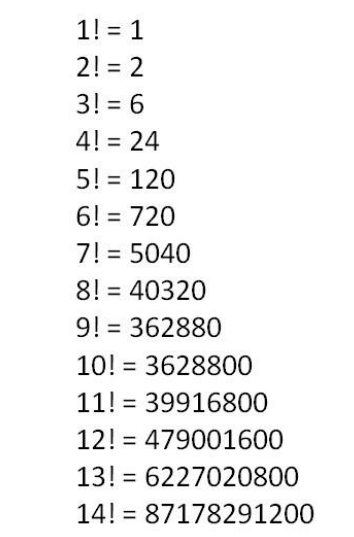 1! = 1
2! = 2
3! = 6
4! = 24
5! = 120
6! = 720
7! = 5040
8! = 40320
9! = 362880
10! = 3628800
11! = 39916800
12! = 479001600
13! = 6227020800
14! = 87178291200